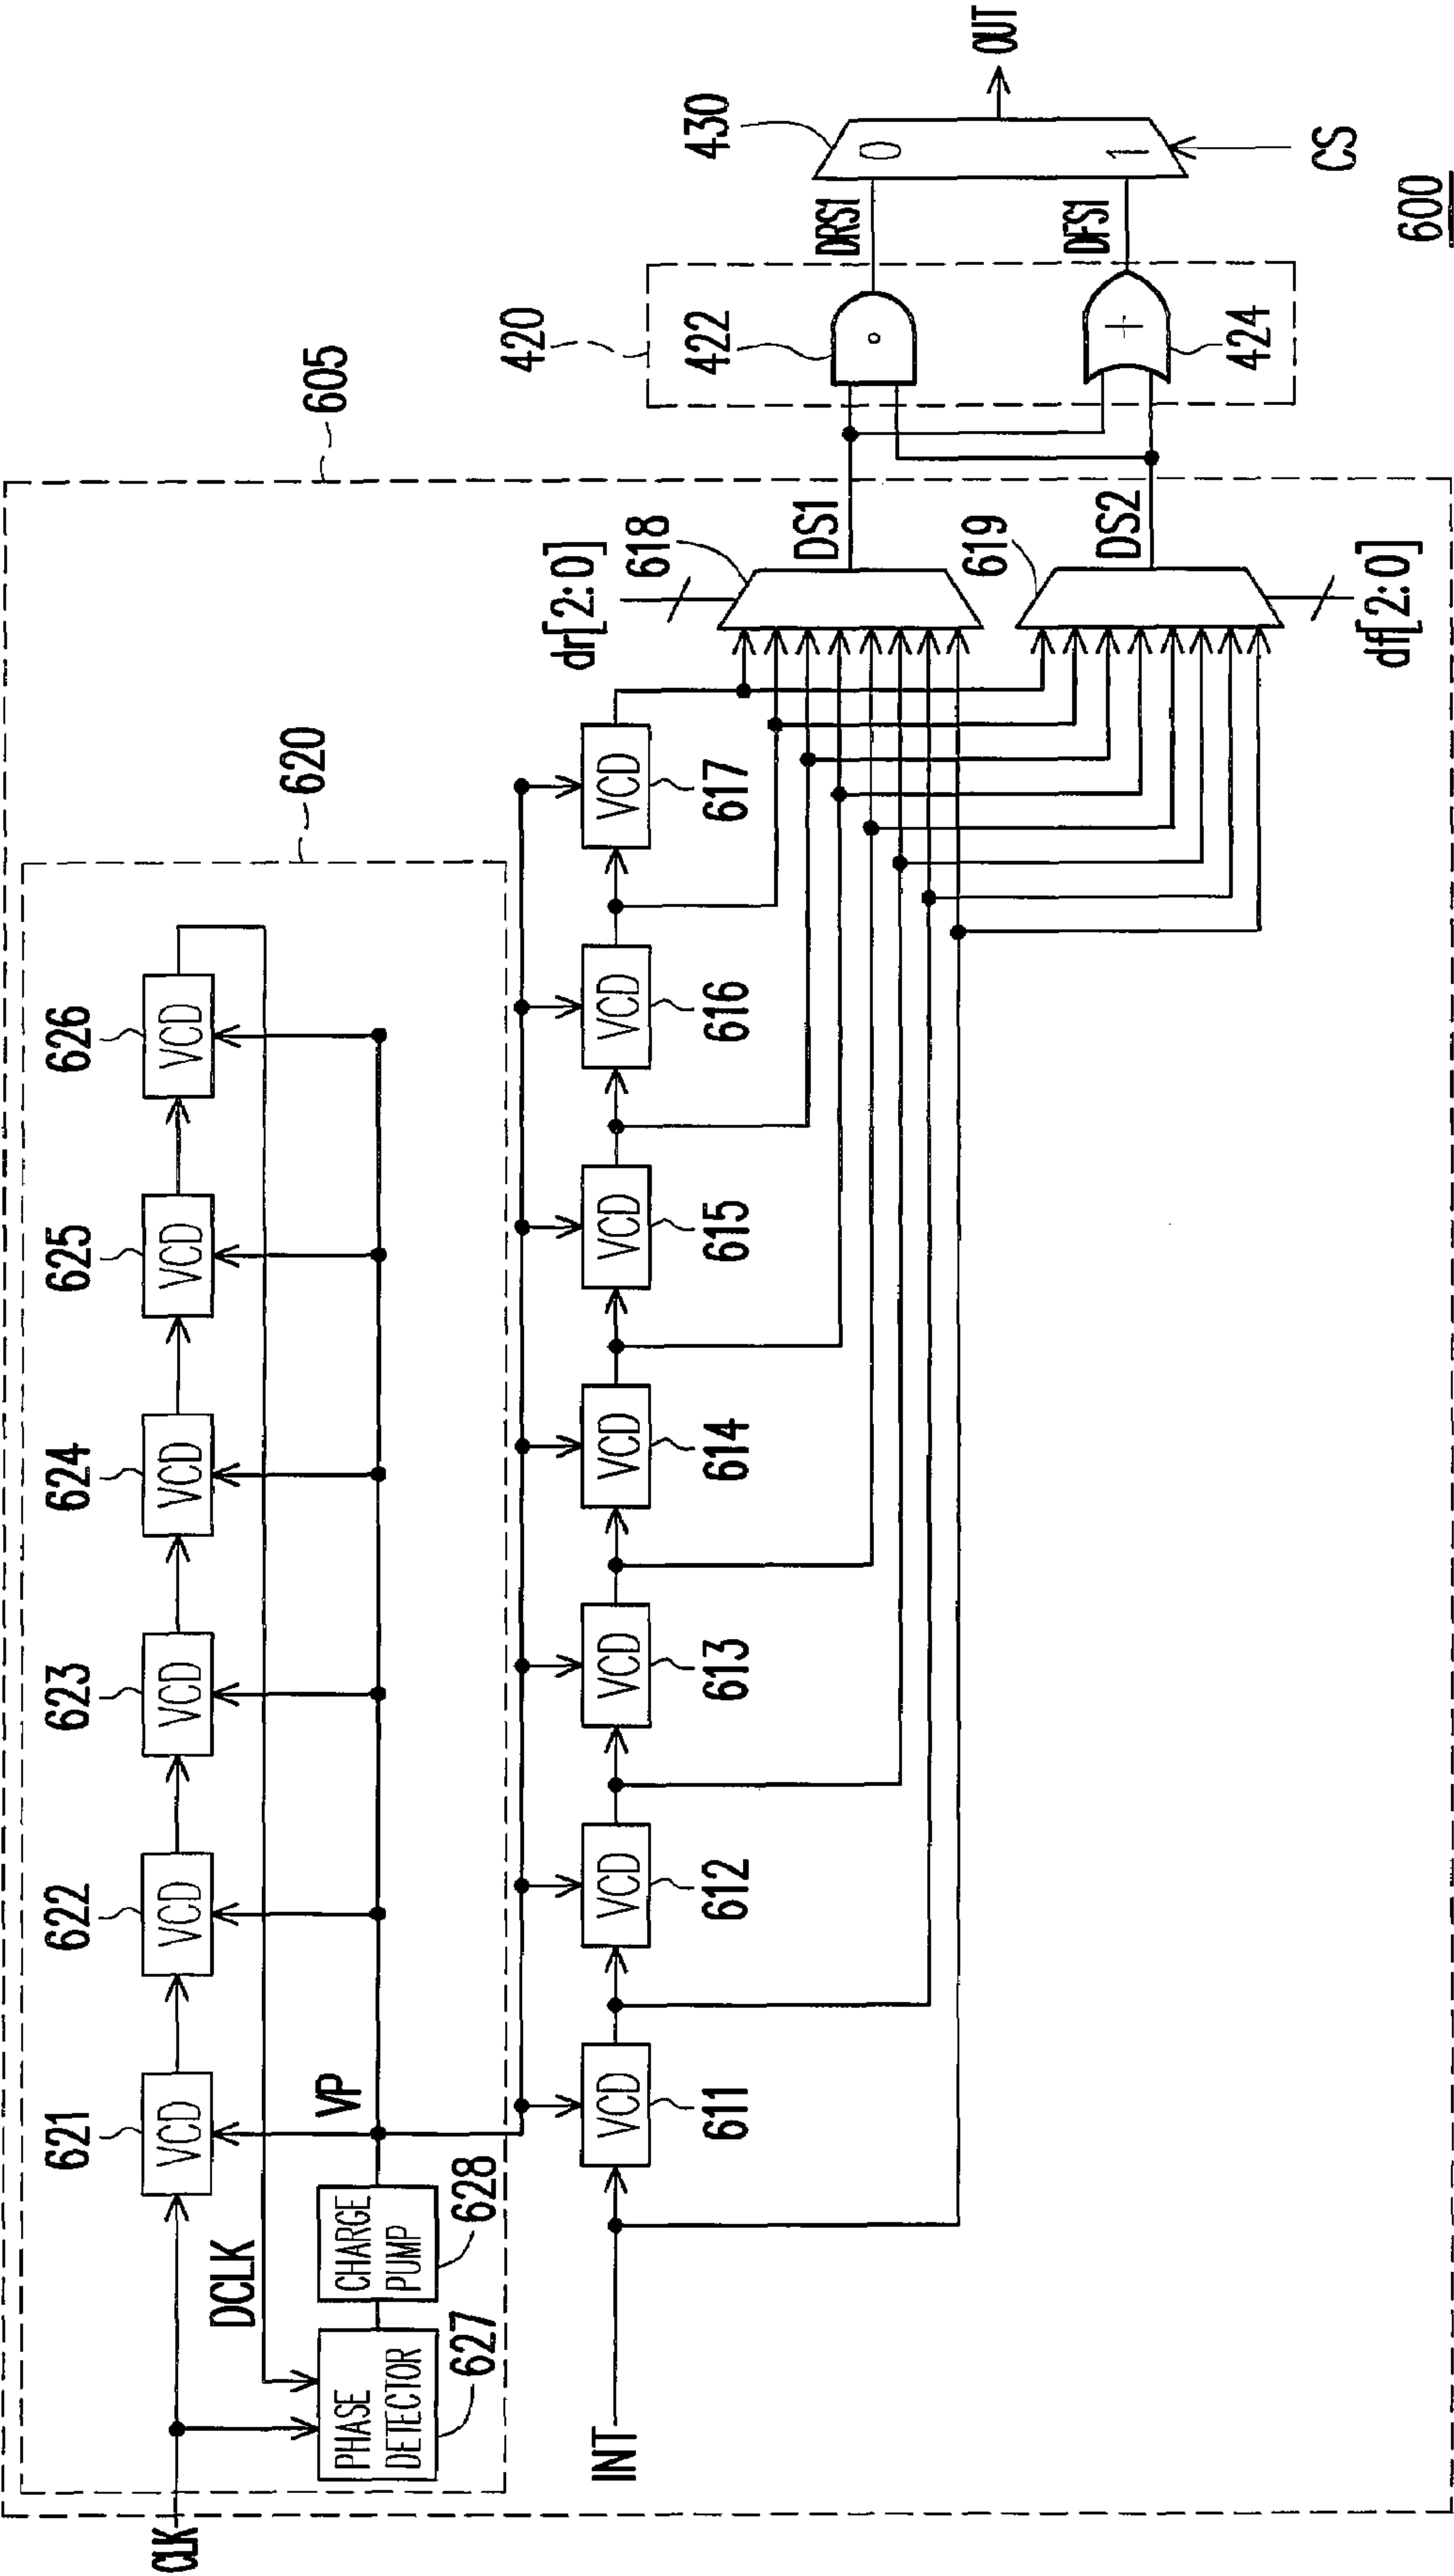 605
620
621
622
623
624
625
626
VCD
VCD
VCD
VCD
VCD
VCD
CLK
DCLK
VP
PHASE
DETECTOR
627
CHARGE
PUMP
628
INT
VCD
VCD
VCD
VCD
VCD
VCD
VCD
611
612
613
614
615
616
617
dr[2:0]
618
DS1
619
DS2
df[2:0]
420
422
424
+
DRS1
DFS1
430
0
1
OUT
CS
600